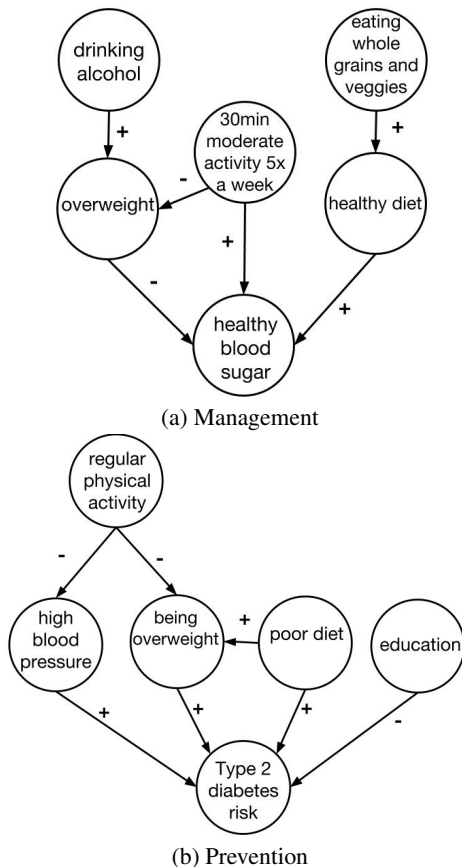 drinking
alcohol
eating
whole
grains and
veggies
+
30min
moderate
activity 5x
a week
+
-
overweight
healthy diet
+
-
+
healthy
blood
sugar
(a) Management
regular
physical
activity
-
-
high
blood
pressure
being
overweight
+
poor diet
education
+
+
+
-
Type 2
diabetes
risk
(b) Prevention